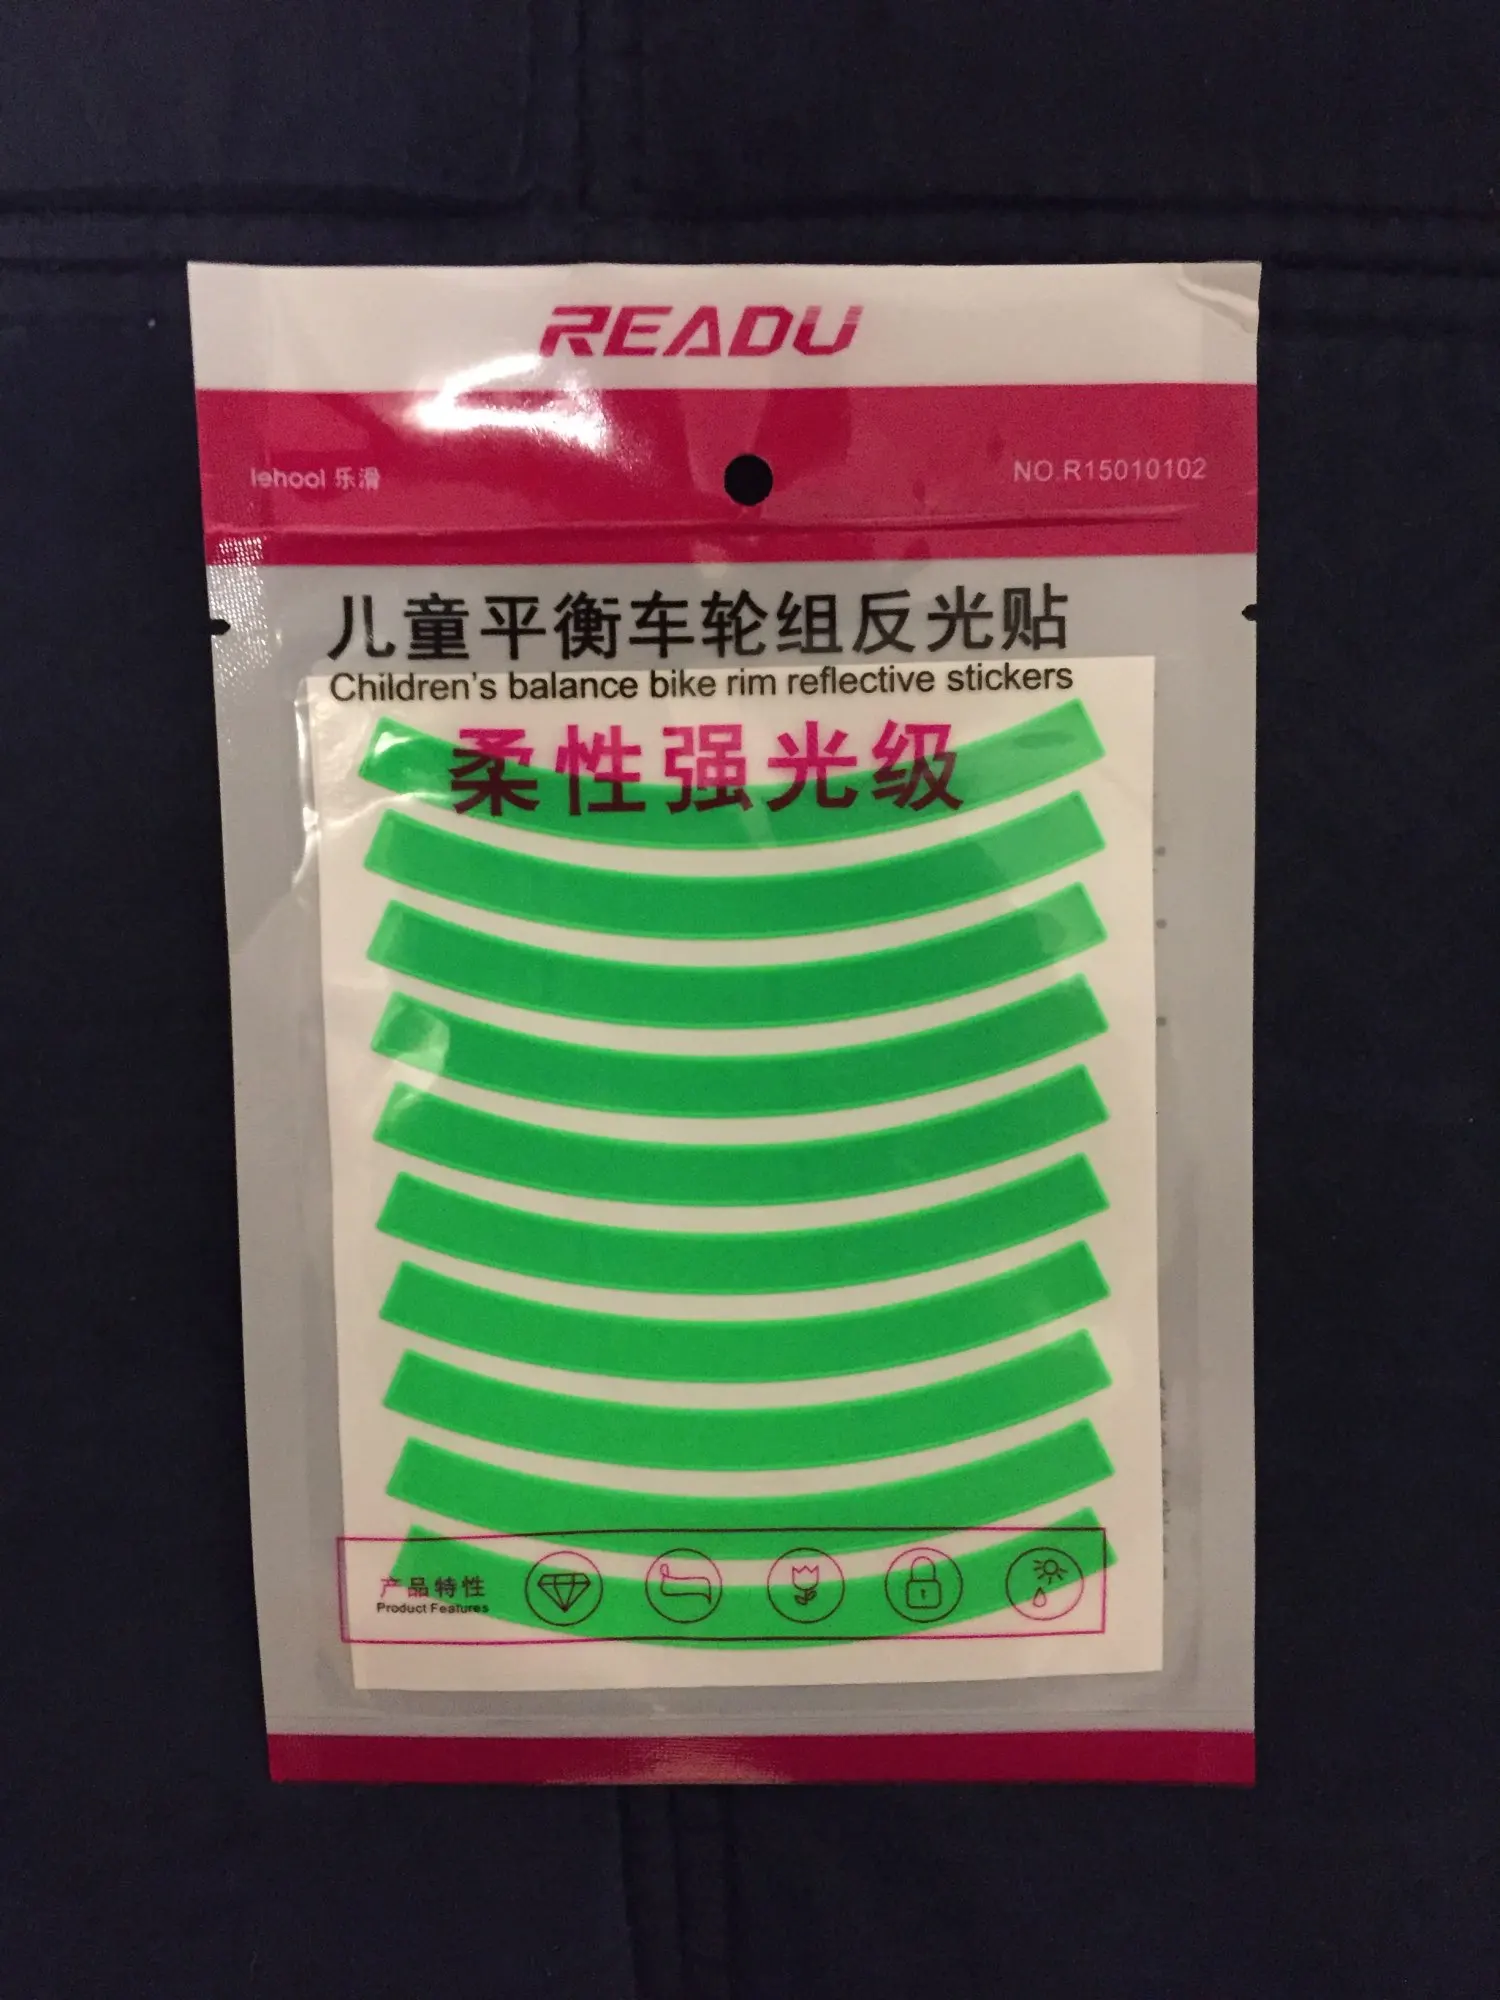 READU
lehool 乐滑
NO.R15010102
儿童平衡车轮组反光贴
Children's balance bike rim reflective stickers
柔性强光级
产品特性
Product Features